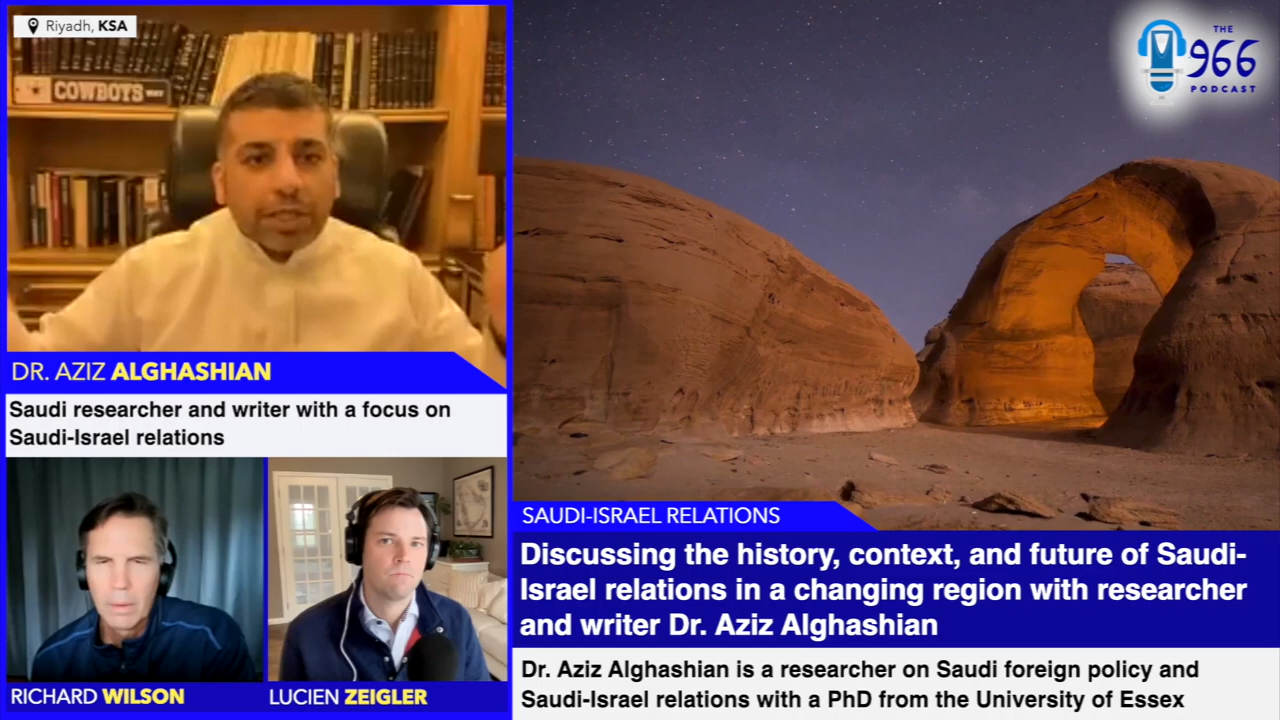 Riyadh, KSA
COWBOYS
DR. AZIZ ALGHASHIAN
Saudi researcher and writer with a focus on
Saudi-Israel relations
RICHARD WILSON
LUCIEN ZEIGLER
THE
966
PODCAST
SAUDI-ISRAEL RELATIONS
Discussing the history, context, and future of Saudi-
Israel relations in a changing region with researcher
and writer Dr. Aziz Alghashian
Dr. Aziz Alghashian is a researcher on Saudi foreign policy and
Saudi-Israel relations with a PhD from the University of Essex